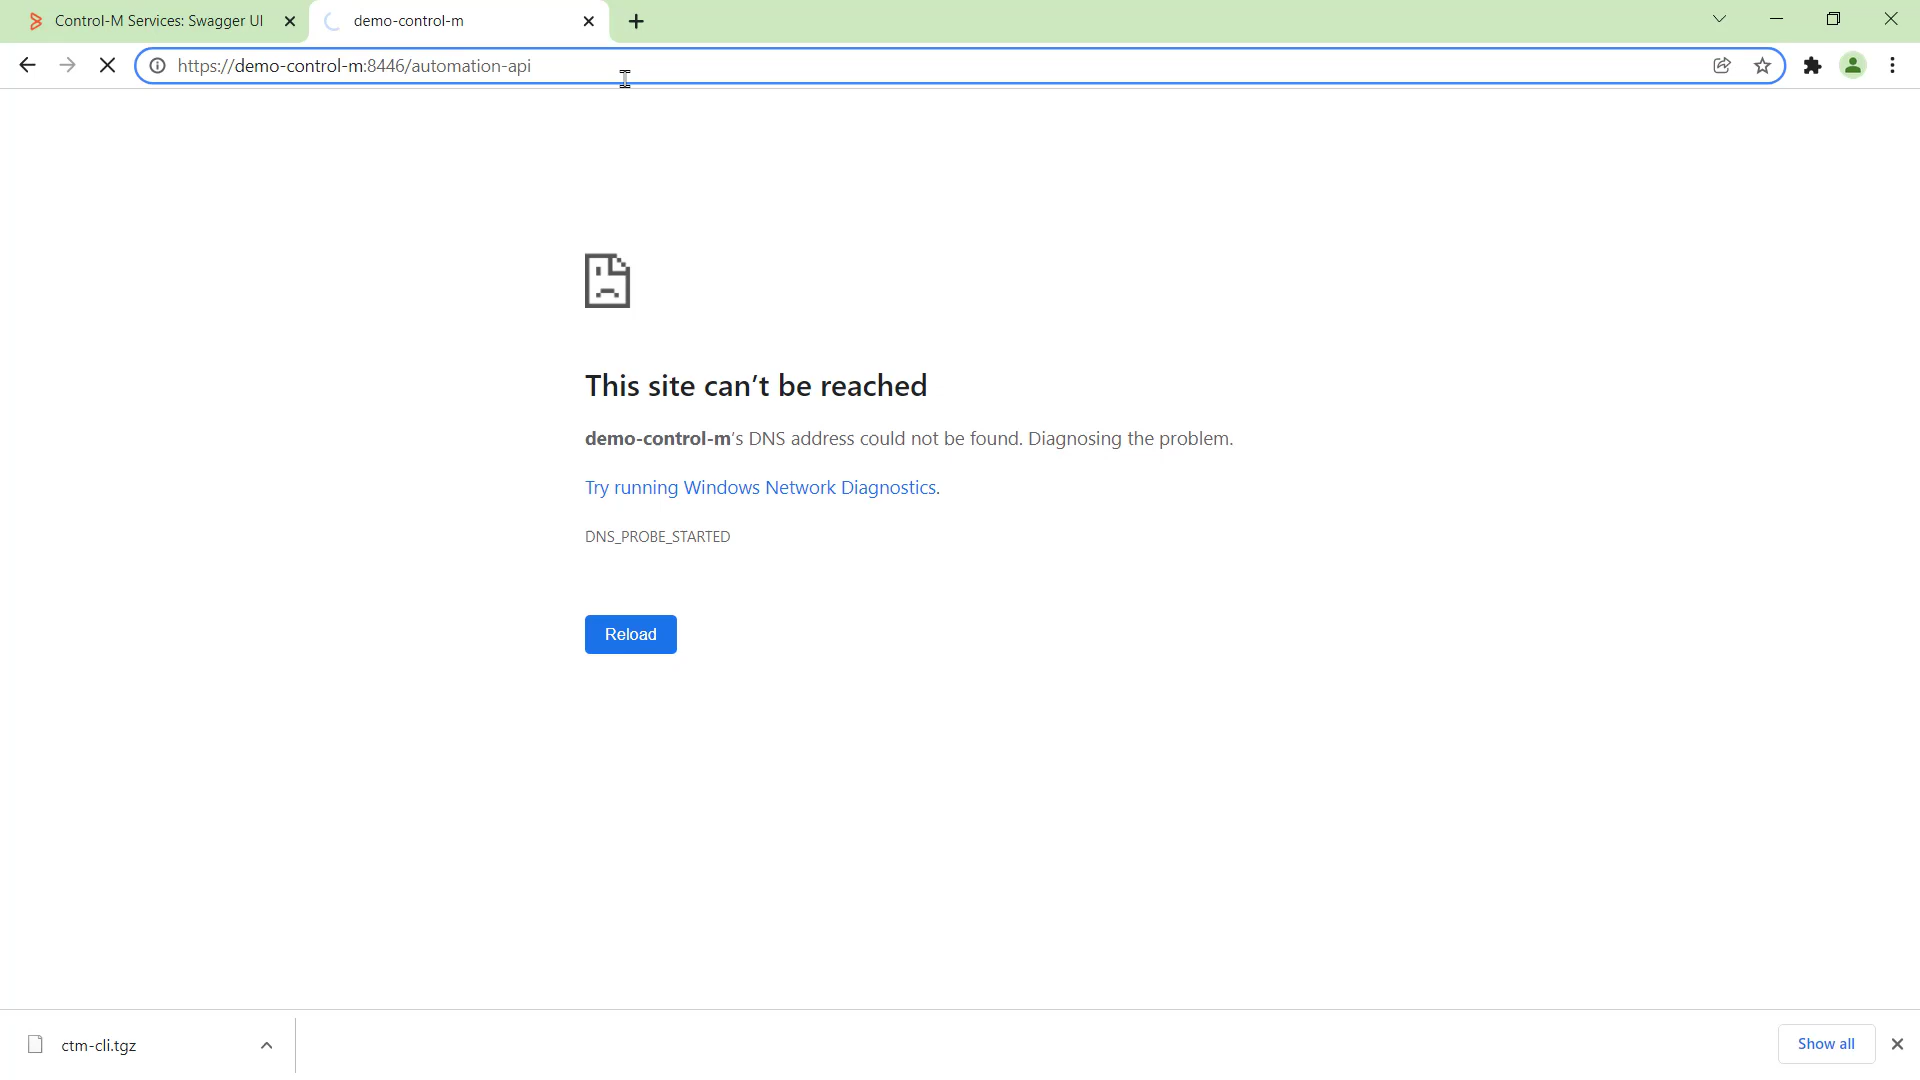 Control-M Services: Swagger UI
demo-control-m
https://demo-control-m:8446/automation-api
This site can’t be reached
demo-control-m's DNS address could not be found. Diagnosing the problem.
Try running Windows Network Diagnostics.
DNS_PROBE_STARTED
Reload
ctm-cli.tgz
Show all